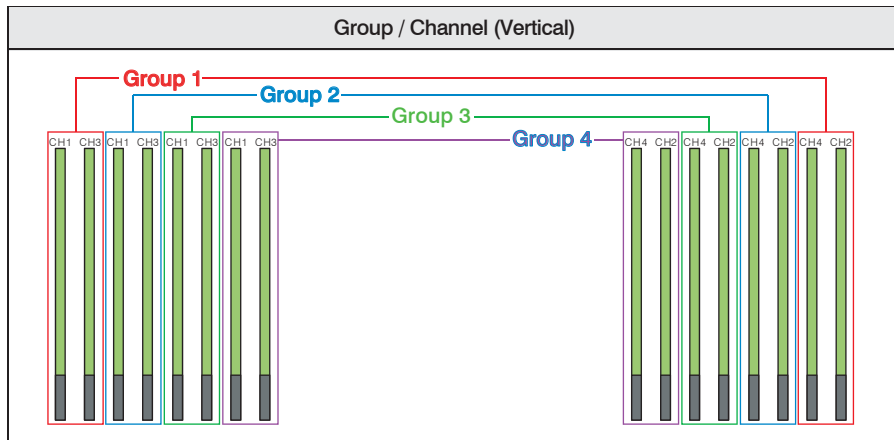 Group / Channel (Vertical)
Group 1
Group 2
Group 3
Group 4
CH1 CH3 CH1 CH3 CH1 CH3 CH1 CH3 CH4 CH2 CH4 CH2 CH4 CH2 CH4 CH2